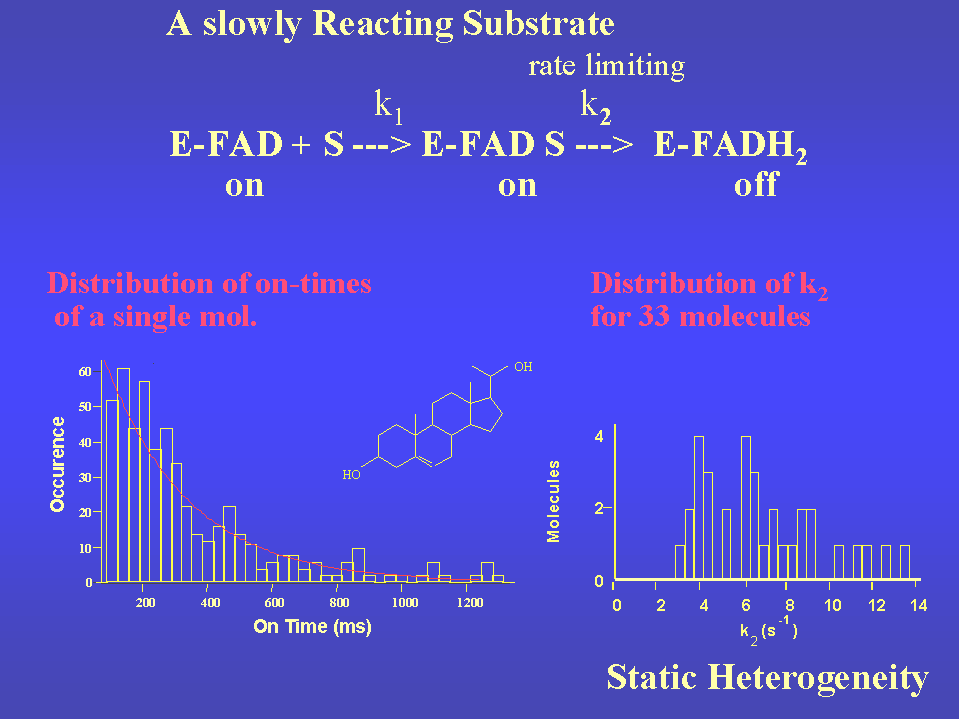 A slowly Reacting Substrate
rate limiting
k₁ k₂
E-FAD + S ---> E-FAD S ---> E-FADH₂
on on off
Distribution of on-times
of a single mol.
Distribution of k₂
for 33 molecules
OH
HO
60
50
40
30
20
10
0
Occurence
200 400 600 800 1000 1200
On Time (ms)
4
2
0
Molecules
0 2 4 6 8 10 12 14
k₂ (s⁻¹)
Static Heterogeneity